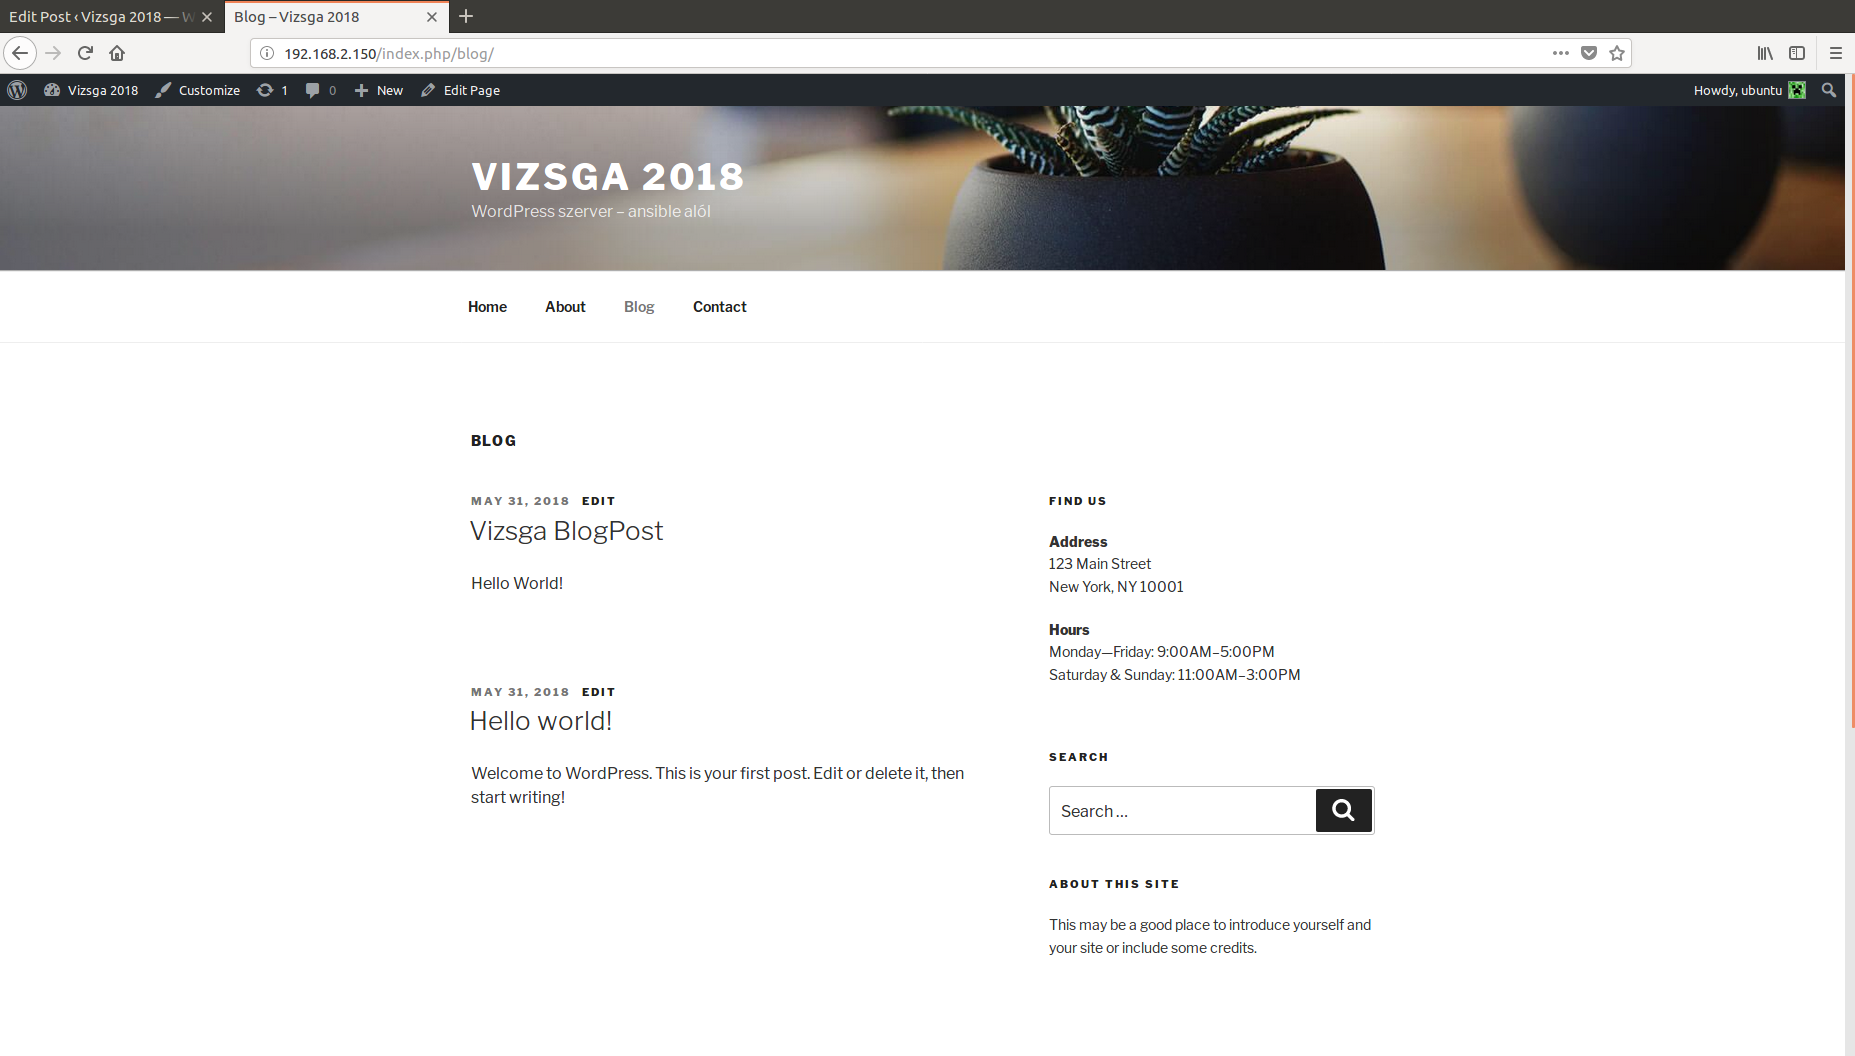 Edit Post ‹ Vizsga 2018 — W
Blog – Vizsga 2018
192.168.2.150/index.php/blog/
Vizsga 2018 Customize 1 0 New Edit Page Howdy, ubuntu
VIZSGA 2018
WordPress szerver – ansible alól
Home About Blog Contact
BLOG
MAY 31, 2018 EDIT
Vizsga BlogPost
Hello World!
MAY 31, 2018 EDIT
Hello world!
Welcome to WordPress. This is your first post. Edit or delete it, then
start writing!
FIND US
Address
123 Main Street
New York, NY 10001
Hours
Monday—Friday: 9:00AM–5:00PM
Saturday & Sunday: 11:00AM–3:00PM
SEARCH
Search …
ABOUT THIS SITE
This may be a good place to introduce yourself and
your site or include some credits.